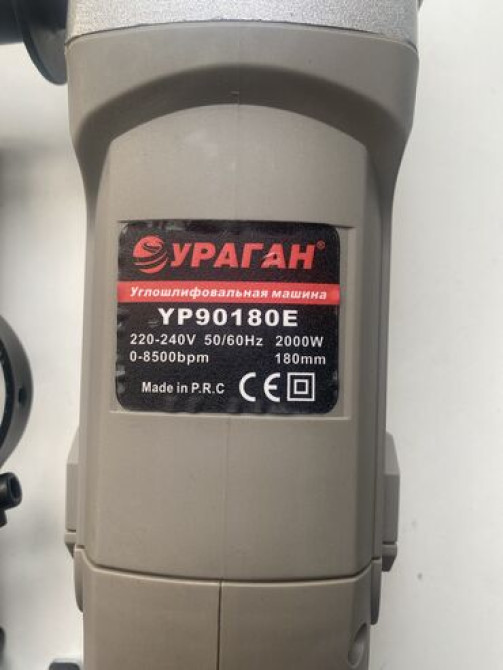 УРАГАН®
Углошлифовальная машина
YP90180E
220-240V 50/60Hz 2000W
0-8500bpm 180mm
Made in P.R.C CE